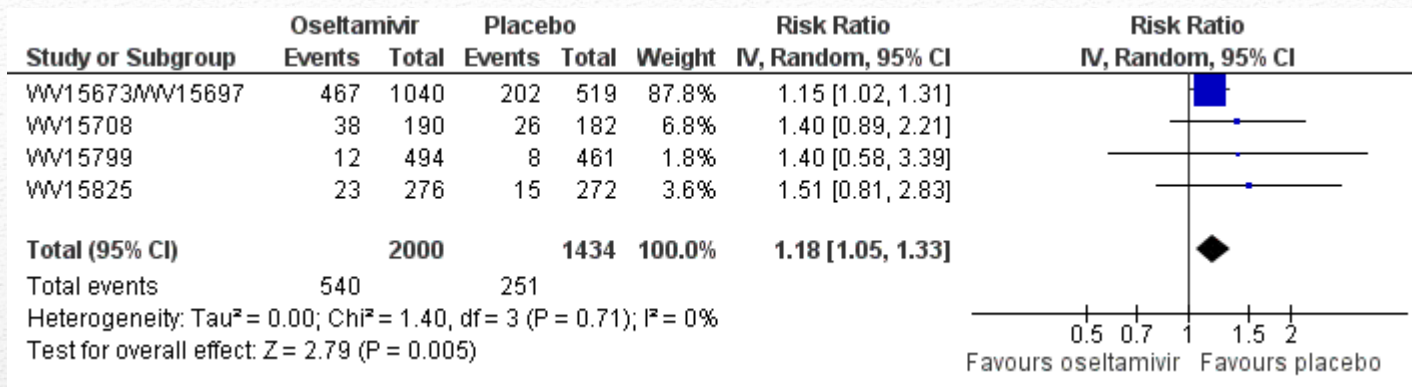 Oseltamivir Placebo Risk Ratio Risk Ratio
Study or Subgroup Events Total Events Total Weight IV, Random, 95% CI IV, Random, 95% CI
WV15673/WV15697 467 1040 202 519 87.8% 1.15 [1.02, 1.31]
WV15708 38 190 26 182 6.8% 1.40 [0.89, 2.21]
WV15799 12 494 8 461 1.8% 1.40 [0.58, 3.39]
WV15825 23 276 15 272 3.6% 1.51 [0.81, 2.83]
Total (95% CI) 2000 1434 100.0% 1.18 [1.05, 1.33]
Total events 540 251
Heterogeneity: Tau² = 0.00; Chi² = 1.40, df = 3 (P = 0.71); I² = 0%
Test for overall effect: Z = 2.79 (P = 0.005)
0.5 0.7 1 1.5 2
Favours oseltamivir Favours placebo